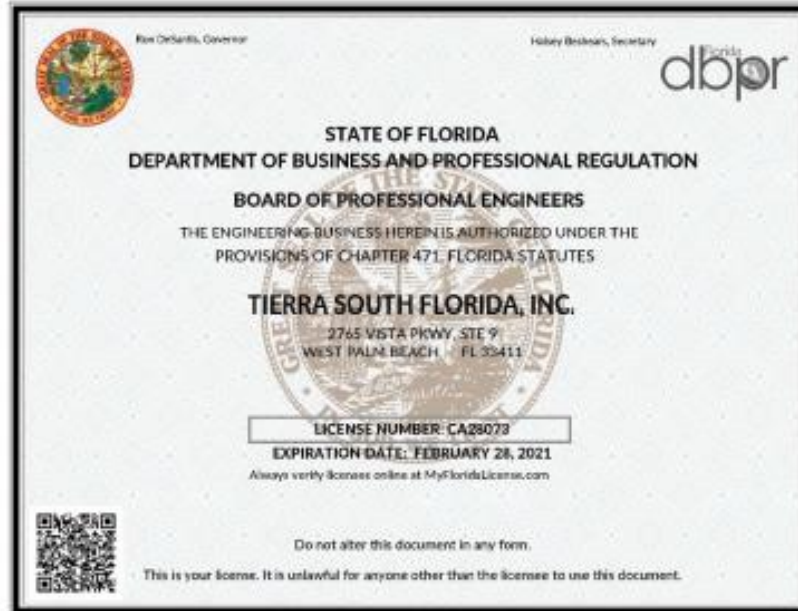 Ron DeSantis, Governor
Halsey Beshears, Secretary
Florida
dbpr
STATE OF FLORIDA
DEPARTMENT OF BUSINESS AND PROFESSIONAL REGULATION
BOARD OF PROFESSIONAL ENGINEERS
THE ENGINEERING BUSINESS HEREIN IS AUTHORIZED UNDER THE
PROVISIONS OF CHAPTER 471, FLORIDA STATUTES
TIERRA SOUTH FLORIDA, INC.
2765 VISTA PKWY, STE 9
WEST PALM BEACH FL 33411
LICENSE NUMBER: CA28073
EXPIRATION DATE: FEBRUARY 28, 2021
Always verify licenses online at MyFloridaLicense.com
Do not alter this document in any form.
This is your license. It is unlawful for anyone other than the licensee to use this document.